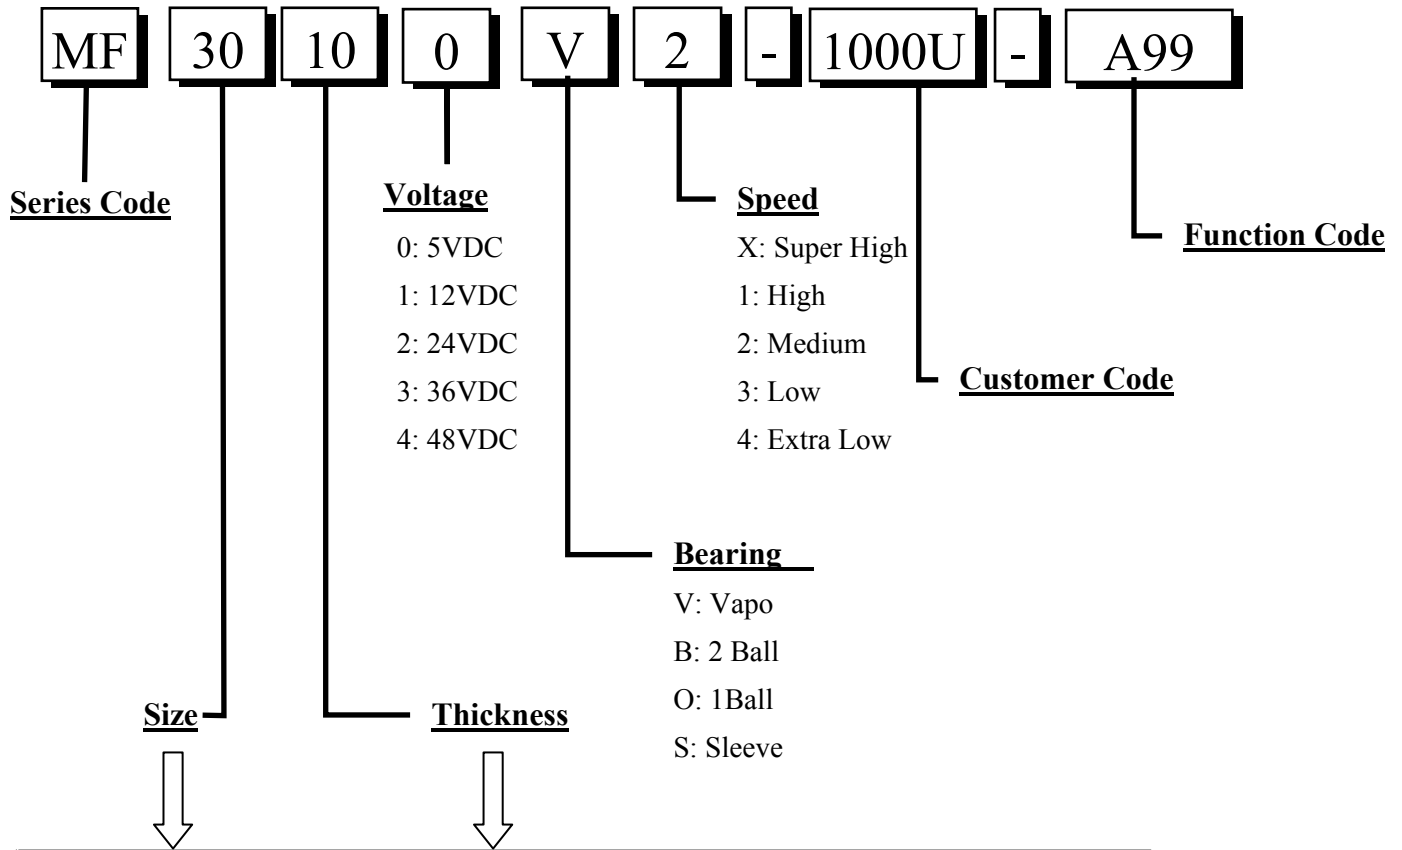 MF 30 10 0 V 2 - 1000U - A99
Series Code
Voltage
0: 5VDC
1: 12VDC
2: 24VDC
3: 36VDC
4: 48VDC
Speed
X: Super High
1: High
2: Medium
3: Low
4: Extra Low
Function Code
Customer Code
Bearing
V: Vapo
B: 2 Ball
O: 1Ball
S: Sleeve
Size
Thickness